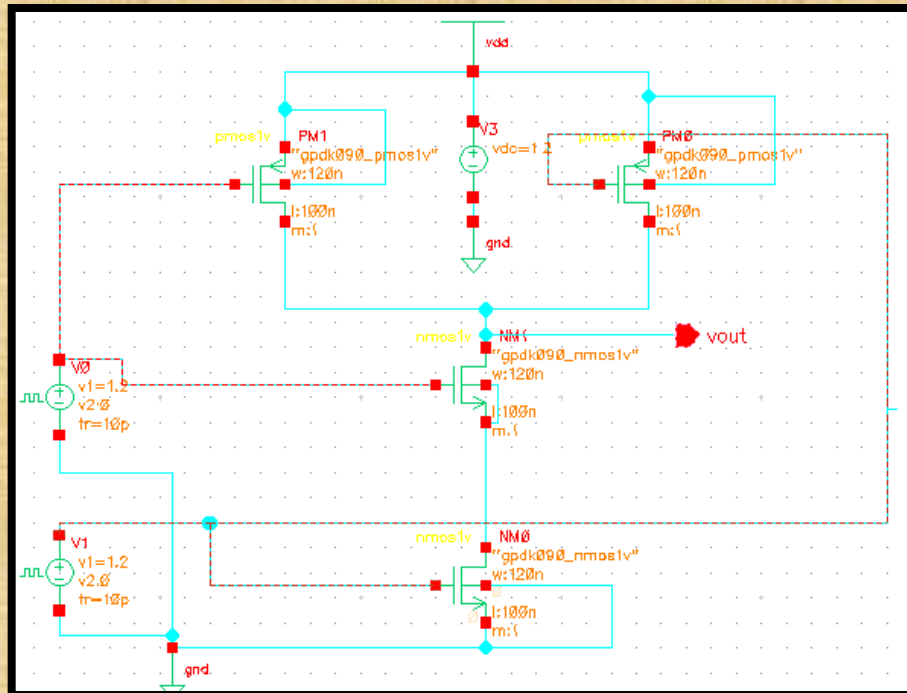 vdd
V3
vdc=1.2
gnd
pmos1v
PM1
"gpdk090_pmos1v"
w:120n
l:100n
pmos1v
PM0
"gpdk090_pmos1v"
w:120n
l:100n
nmos1v
NM1
"gpdk090_nmos1v"
w:120n
l:100n
vout
V0
v1=1.2
v2:0
tr=10p
V1
v1=1.2
v2:0
tr=10p
nmos1v
NM0
"gpdk090_nmos1v"
w:120n
l:100n
gnd